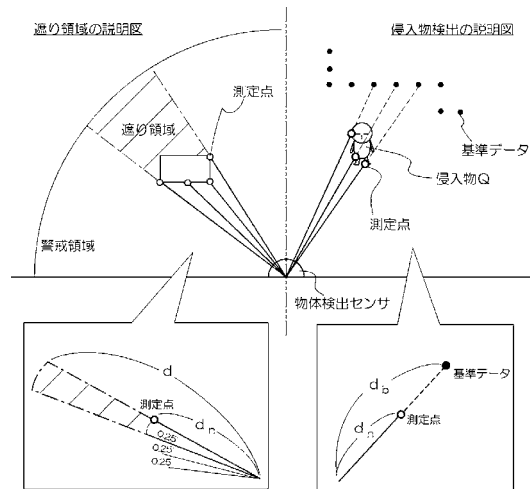 遮り領域の説明図
侵入物検出の説明図
測定点
遮り領域
基準データ
侵入物Q
測定点
警戒領域
物体検出センサ
d
測定点
dn
0.25
0.25
0.25
基準データ
db
測定点
dn